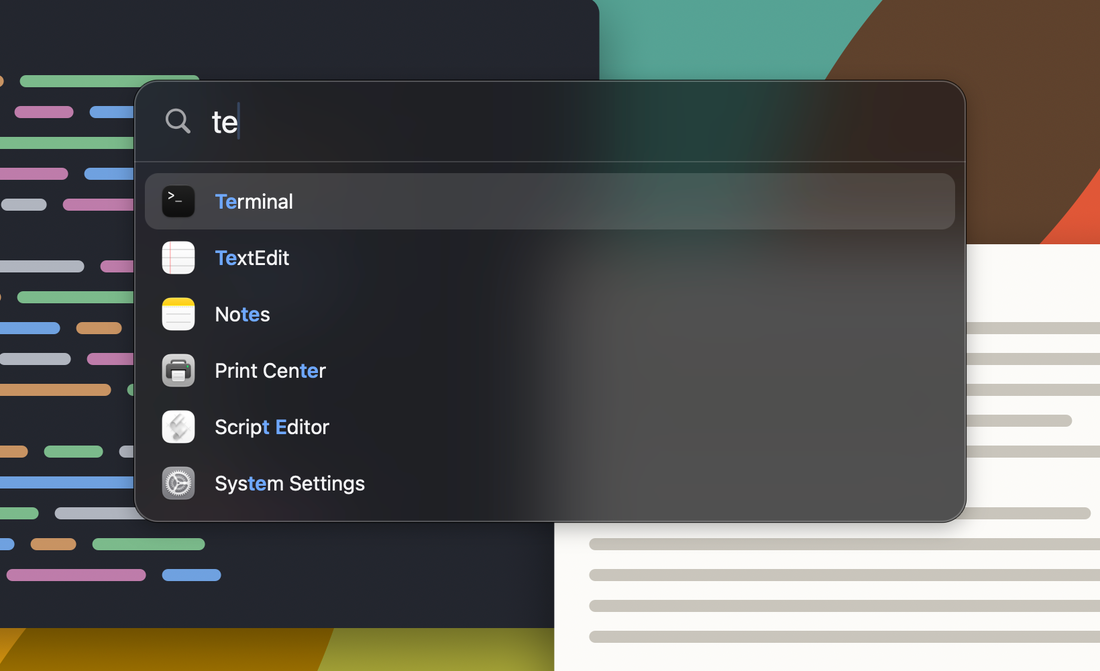 te
>_
Terminal
TextEdit
Notes
Print Center
Script Editor
System Settings